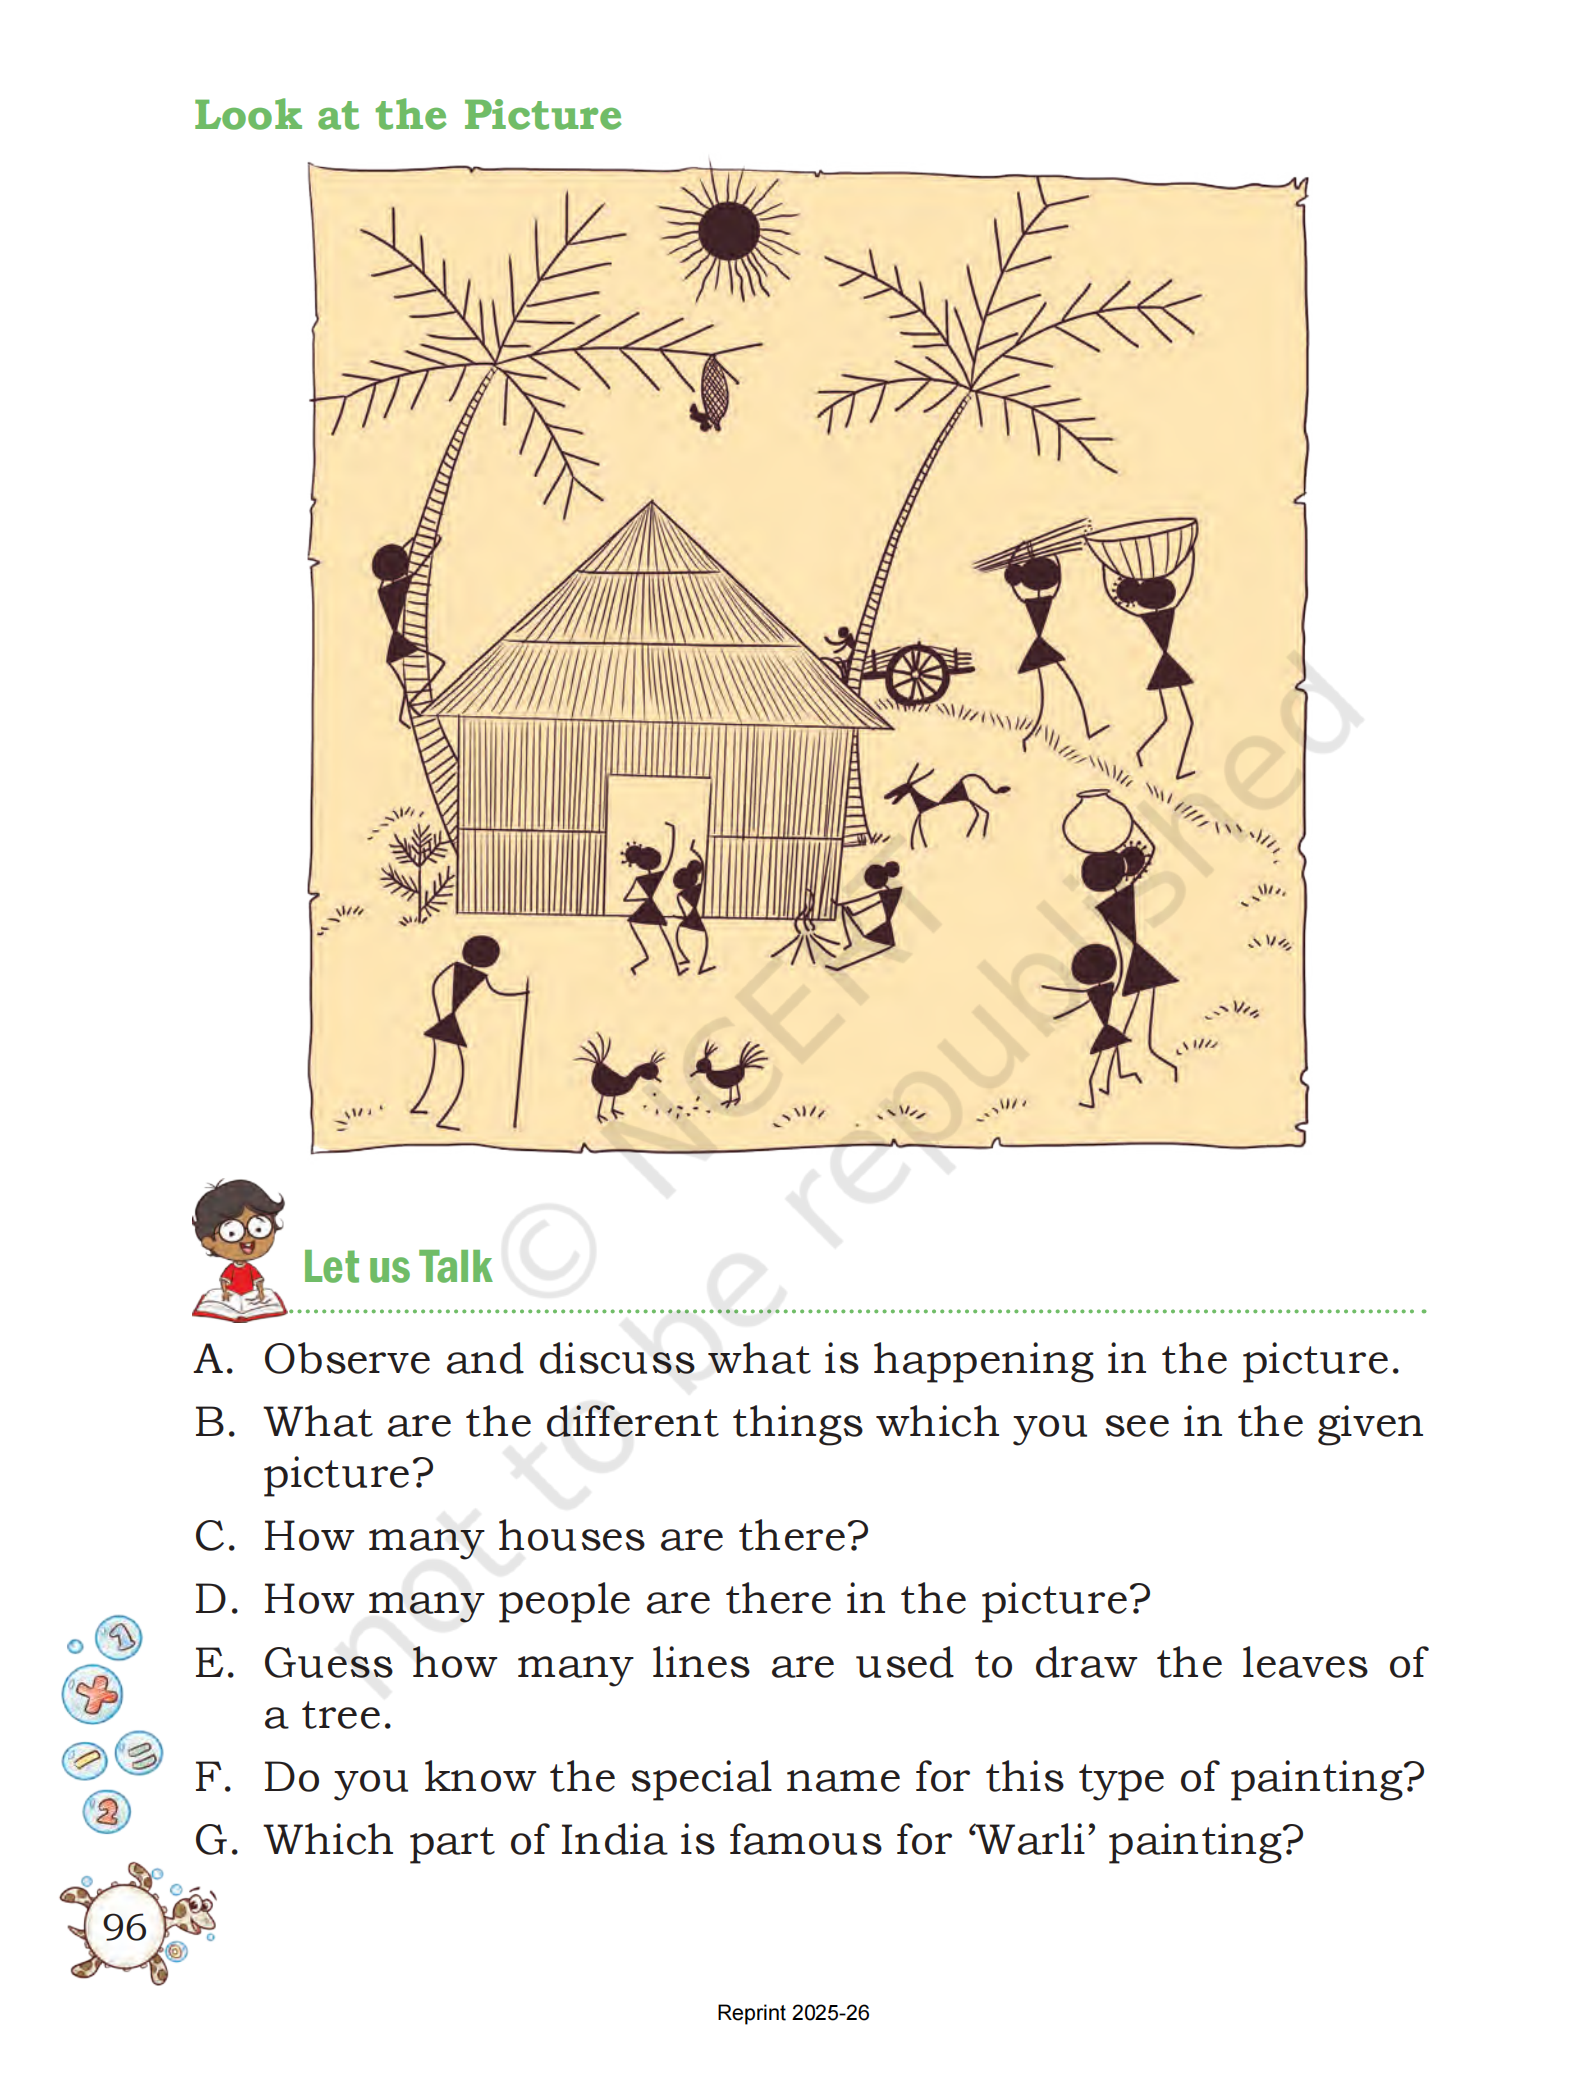 Look at the Picture
© NCERT
not to be republished
Let us Talk
A. Observe and discuss what is happening in the picture.
B. What are the different things which you see in the given
picture?
C. How many houses are there?
D. How many people are there in the picture?
E. Guess how many lines are used to draw the leaves of
a tree.
F. Do you know the special name for this type of painting?
G. Which part of India is famous for ‘Warli’ painting?
1
+
−
=
2
96
Reprint 2025-26